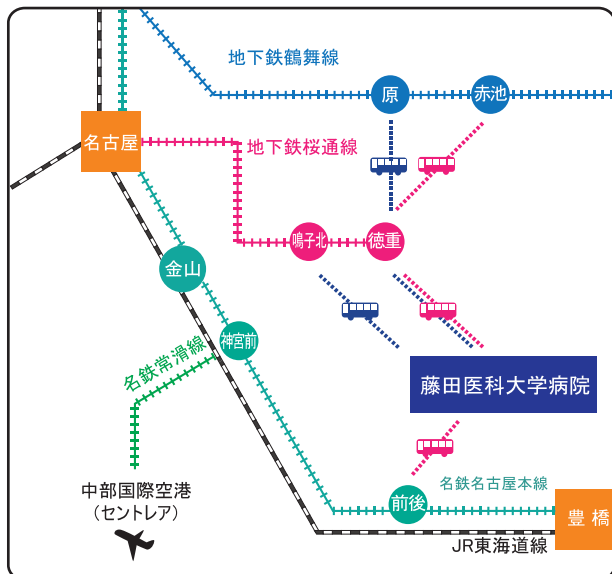 地下鉄鶴舞線
原
赤池
名古屋
地下鉄桜通線
鳴子北
徳重
金山
神宮前
名鉄常滑線
藤田医科大学病院
中部国際空港
（セントレア）
名鉄名古屋本線
前後
豊橋
JR東海道線